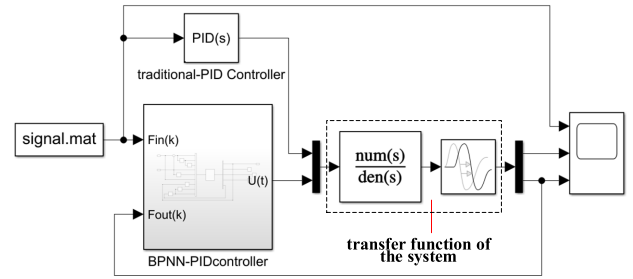 PID(s)
traditional-PID Controller
signal.mat
Fin(k)
U(t)
Fout(k)
BPNN-PIDcontroller
num(s)
den(s)
transfer function of
the system